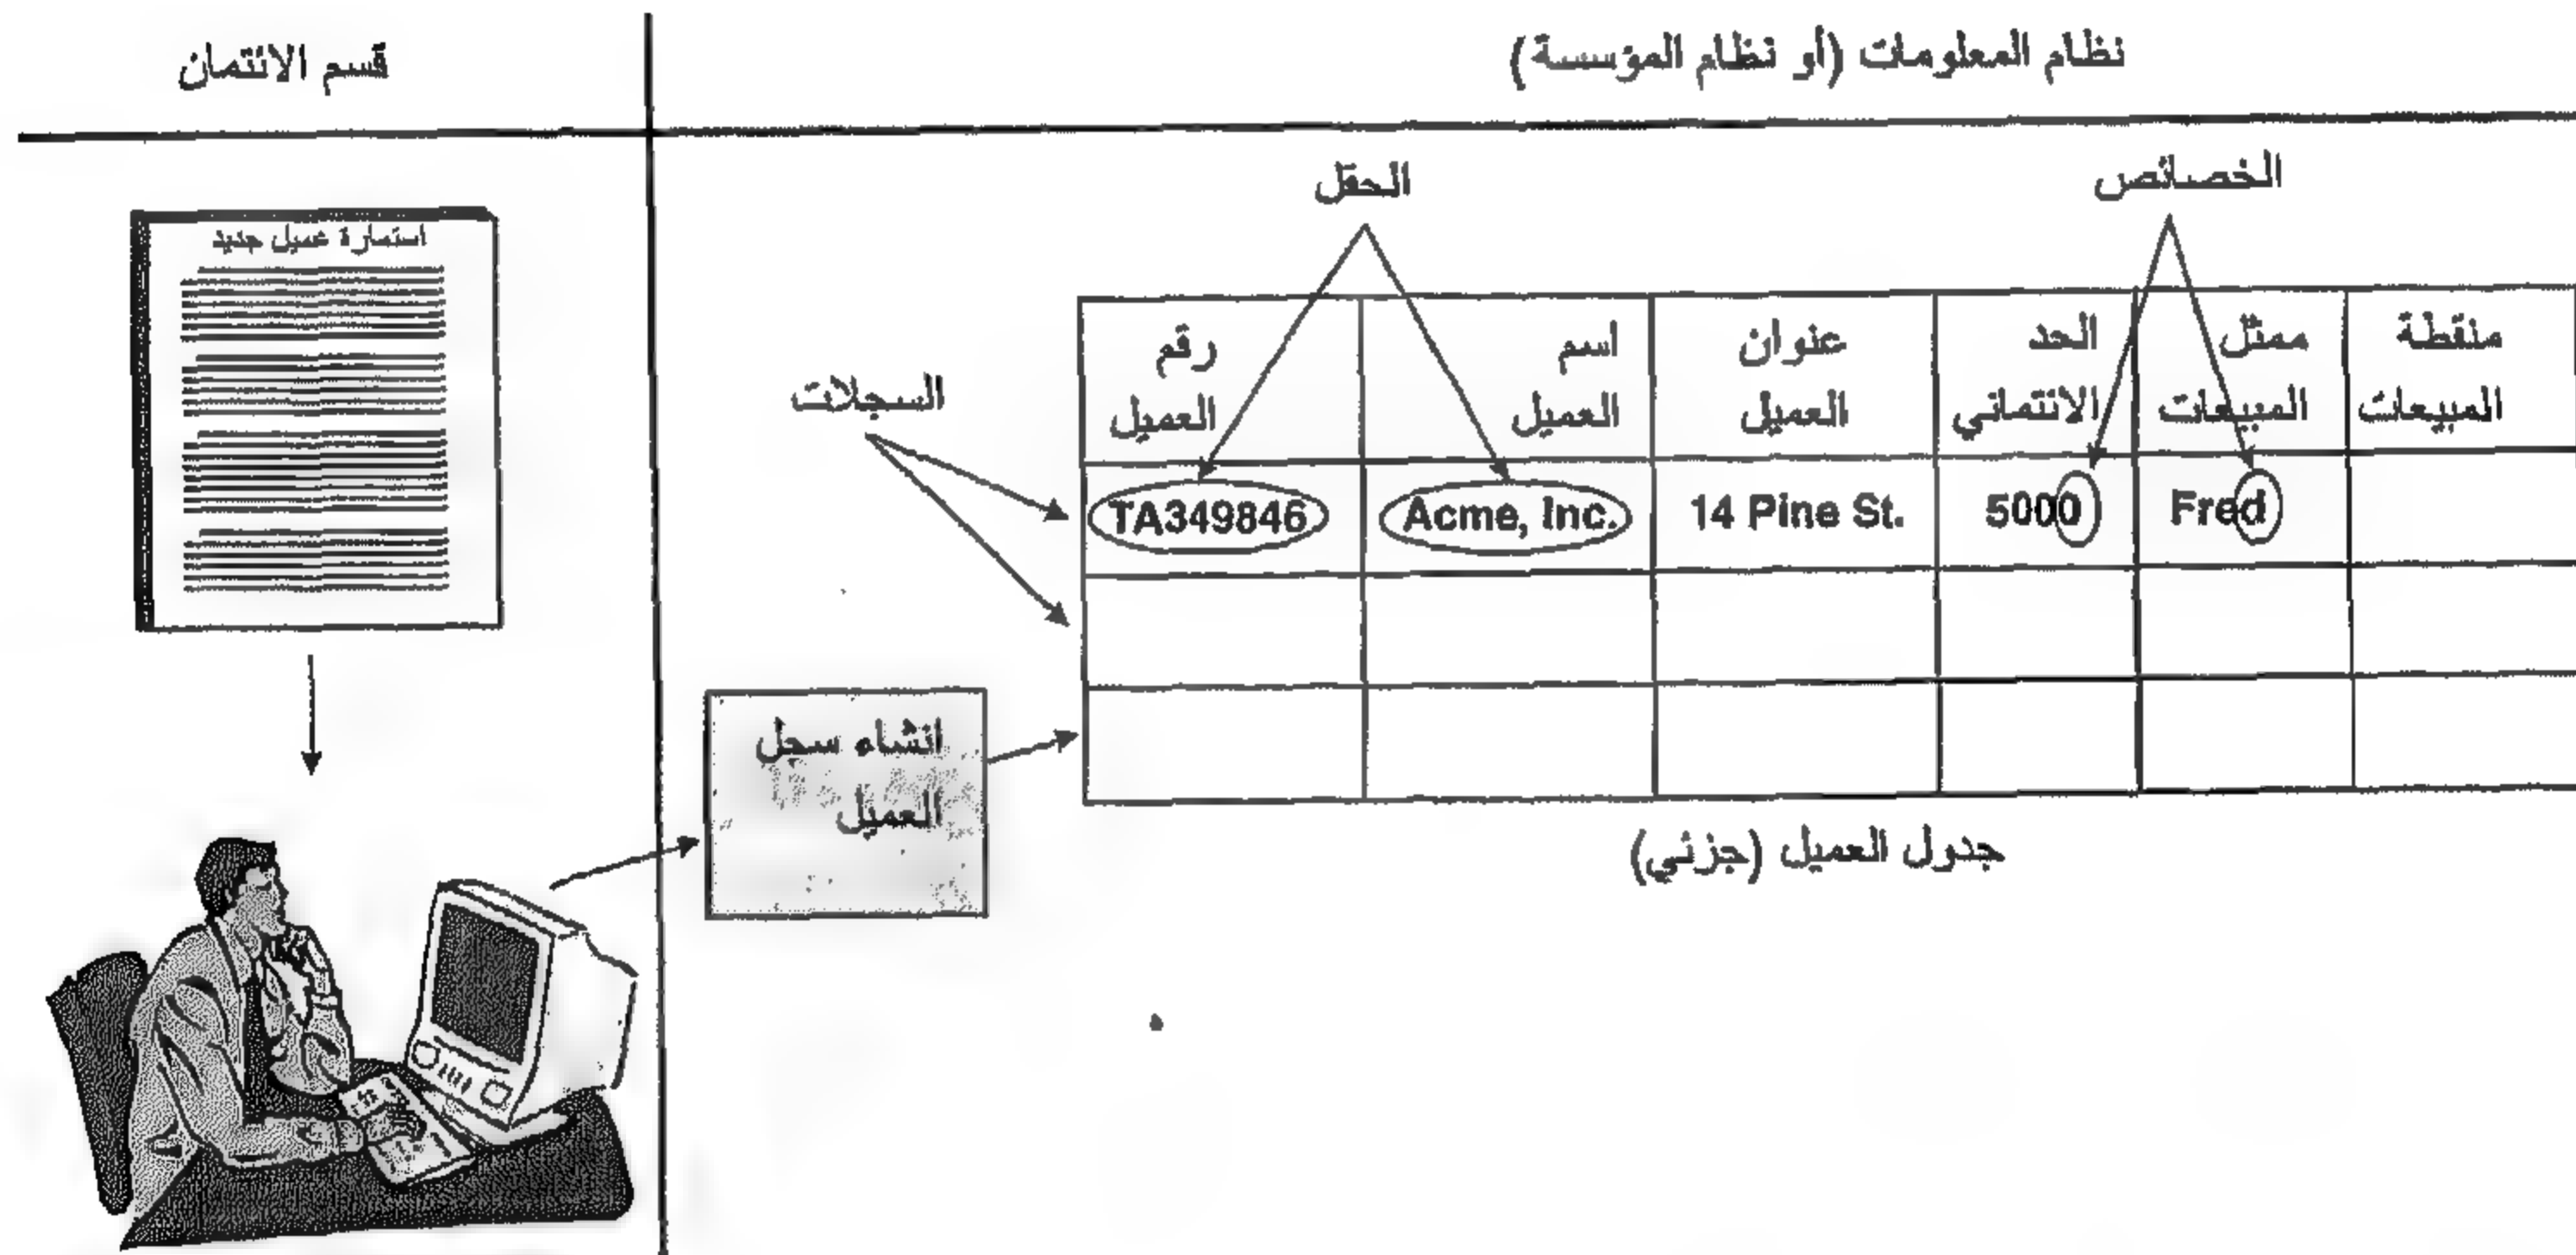 نظام المعلومات (أو نظام المؤسسة)
قسم الائتمان
الخصائص
الحقل
استمارة عميل جديد
رقم العميل
اسم العميل
عنوان العميل
الحد الائتماني
ممثل المبيعات
منقطة المبيعات
السجلات
TA349846
Acme, Inc.
14 Pine St.
5000
Fred
انشاء سجل
العميل
جدول العميل (جزئي)